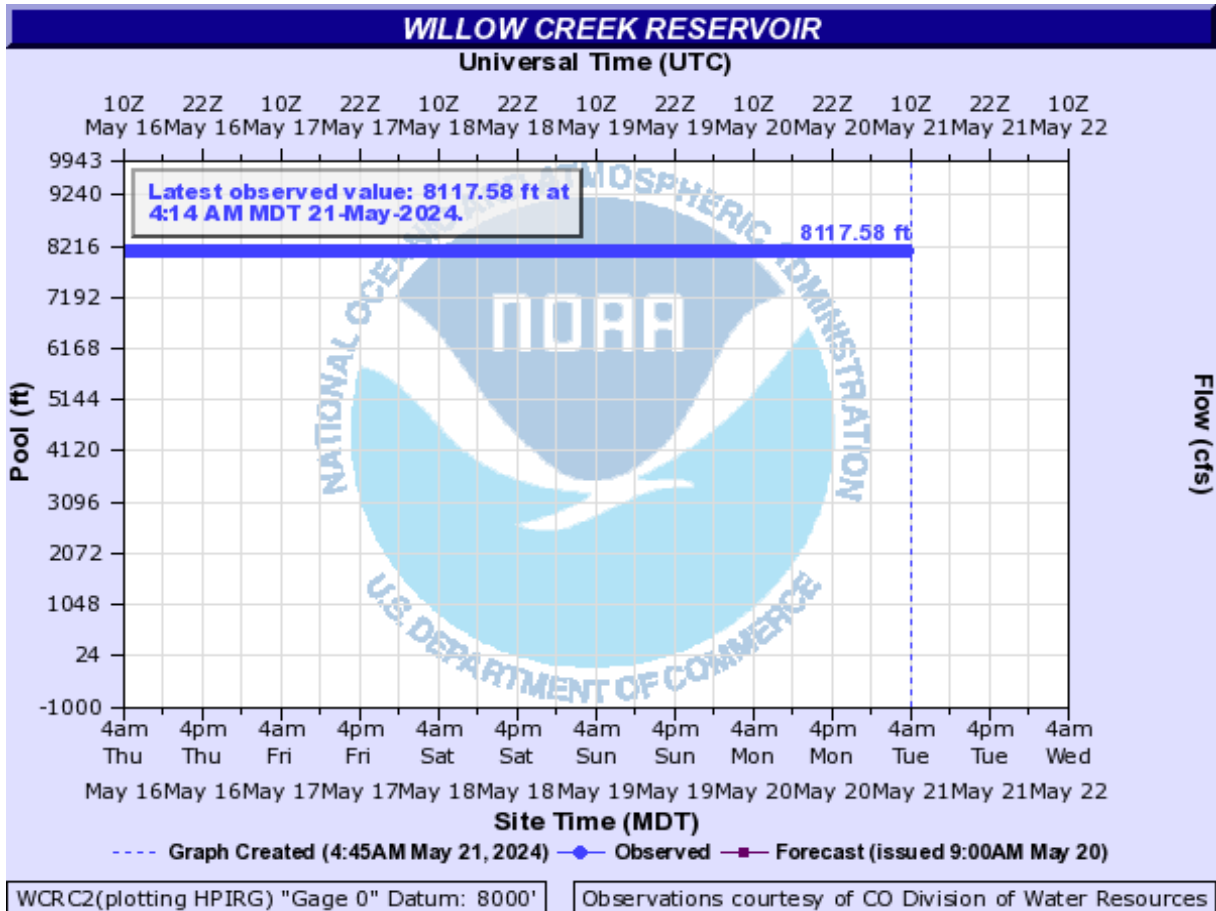 WILLOW CREEK RESERVOIR
Universal Time (UTC)
10Z 22Z 10Z 22Z 10Z 22Z 10Z 22Z 10Z 22Z 10Z 22Z 10Z
May 16 May 16 May 17 May 17 May 18 May 18 May 19 May 19 May 20 May 20 May 21 May 21 May 22
9943
9240
8216
7192
6168
5144
4120
3096
2072
1048
24
-1000
Pool (ft)
Latest observed value: 8117.58 ft at
4:14 AM MDT 21-May-2024.
8117.58 ft
NATIONAL OCEANIC AND ATMOSPHERIC ADMINISTRATION
NOAA
U.S. DEPARTMENT OF COMMERCE
Flow (cfs)
4am 4pm 4am 4pm 4am 4pm 4am 4pm 4am 4pm 4am 4pm 4am
Thu Thu Fri Fri Sat Sat Sun Sun Mon Mon Tue Tue Wed
May 16 May 16 May 17 May 17 May 18 May 18 May 19 May 19 May 20 May 20 May 21 May 21 May 22
Site Time (MDT)
Graph Created (4:45AM May 21, 2024) Observed Forecast (issued 9:00AM May 20)
WCRC2(plotting HPIRG) "Gage 0" Datum: 8000' Observations courtesy of CO Division of Water Resources